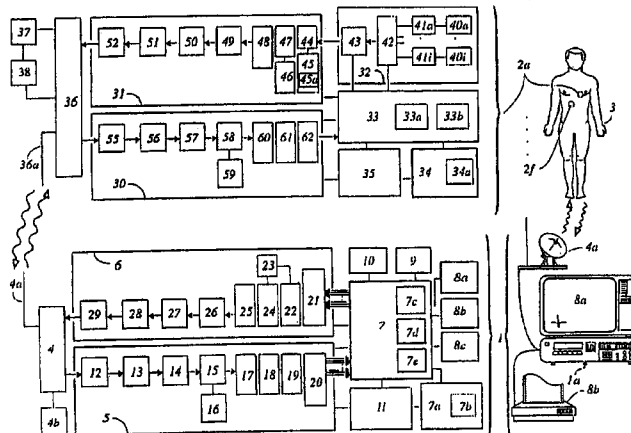 37
38
36
36a
52
51
50
49
48
47
44
45
45a
46
31
43
42
41a
40a
41i
40i
32
2a
3
2f
33
33a
33b
55
56
57
58
59
60
61
62
30
35
34
34a
4a
6
23
10
9
8a
29
28
27
26
25
24
22
21
7
7c
7d
7e
8b
8c
4
12
13
14
15
16
17
18
19
20
4b
5
11
7a
7b
1
4a
8a
1a
8b